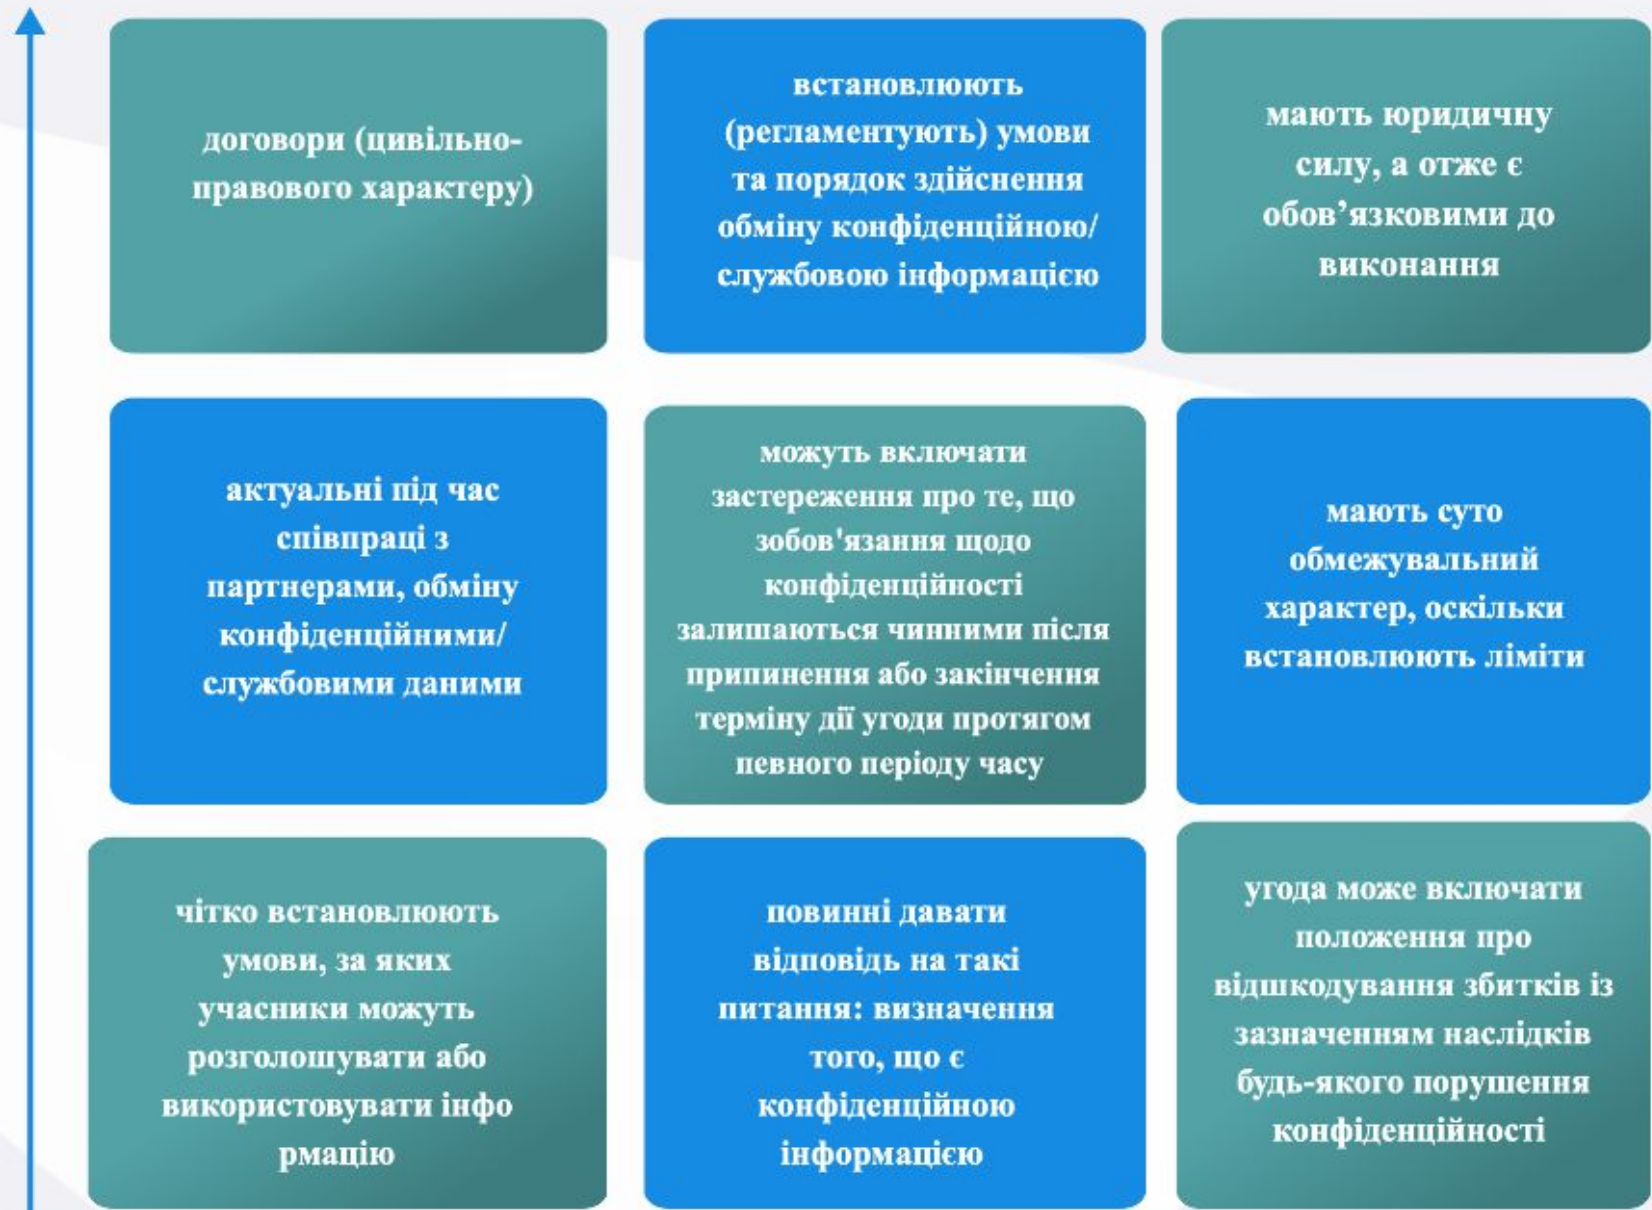 договори (цивільно-
правового характеру)
встановлюють
(регламентують) умови
та порядок здійснення
обміну конфіденційною/
службовою інформацією
мають юридичну
силу, а отже є
обов’язковими до
виконання
актуальні під час
співпраці з
партнерами, обміну
конфіденційними/
службовими даними
можуть включати
застереження про те, що
зобов'язання щодо
конфіденційності
залишаються чинними після
припинення або закінчення
терміну дії угоди протягом
певного періоду часу
мають суто
обмежувальний
характер, оскільки
встановлюють ліміти
чітко встановлюють
умови, за яких
учасники можуть
розголошувати або
використовувати інфо
рмацію
повинні давати
відповідь на такі
питання: визначення
того, що є
конфіденційною
інформацією
угода може включати
положення про
відшкодування збитків із
зазначенням наслідків
будь-якого порушення
конфіденційності